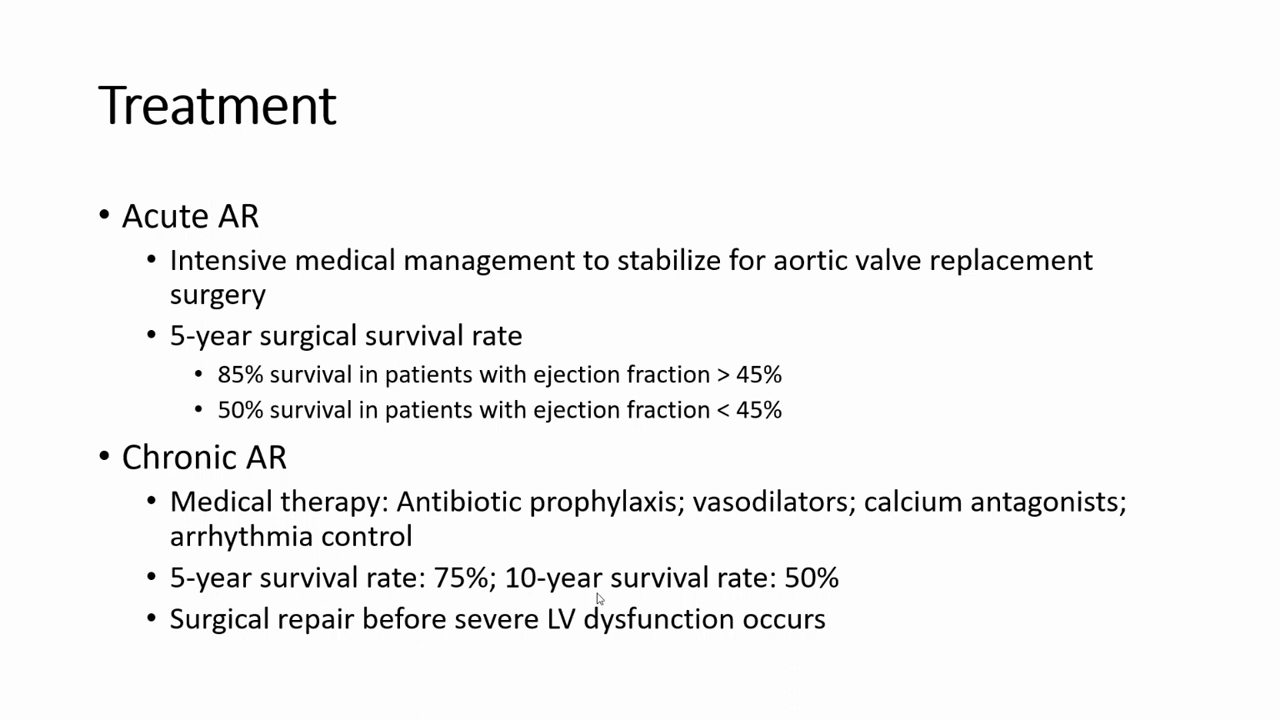 Treatment
• Acute AR
• Intensive medical management to stabilize for aortic valve replacement
surgery
• 5-year surgical survival rate
• 85% survival in patients with ejection fraction > 45%
• 50% survival in patients with ejection fraction < 45%
• Chronic AR
• Medical therapy: Antibiotic prophylaxis; vasodilators; calcium antagonists;
arrhythmia control
• 5-year survival rate: 75%; 10-year survival rate: 50%
• Surgical repair before severe LV dysfunction occurs